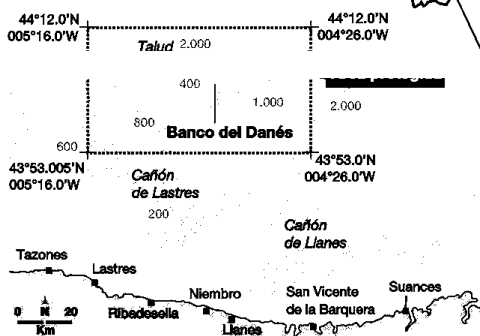 44°12.0'N
005°16.0'W
44°12.0'N
004°26.0'W
Talud
2.000
400
1.000
2.000
800
Banco del Danés
600
43°53.005'N
005°16.0'W
43°53.0'N
004°26.0'W
Cañón
de Lastres
200
Cañón
de Llanes
Tazones
Lastres
Ribadesella
Niembro
Llanes
San Vicente
de la Barquera
Suances
0 N 20
Km